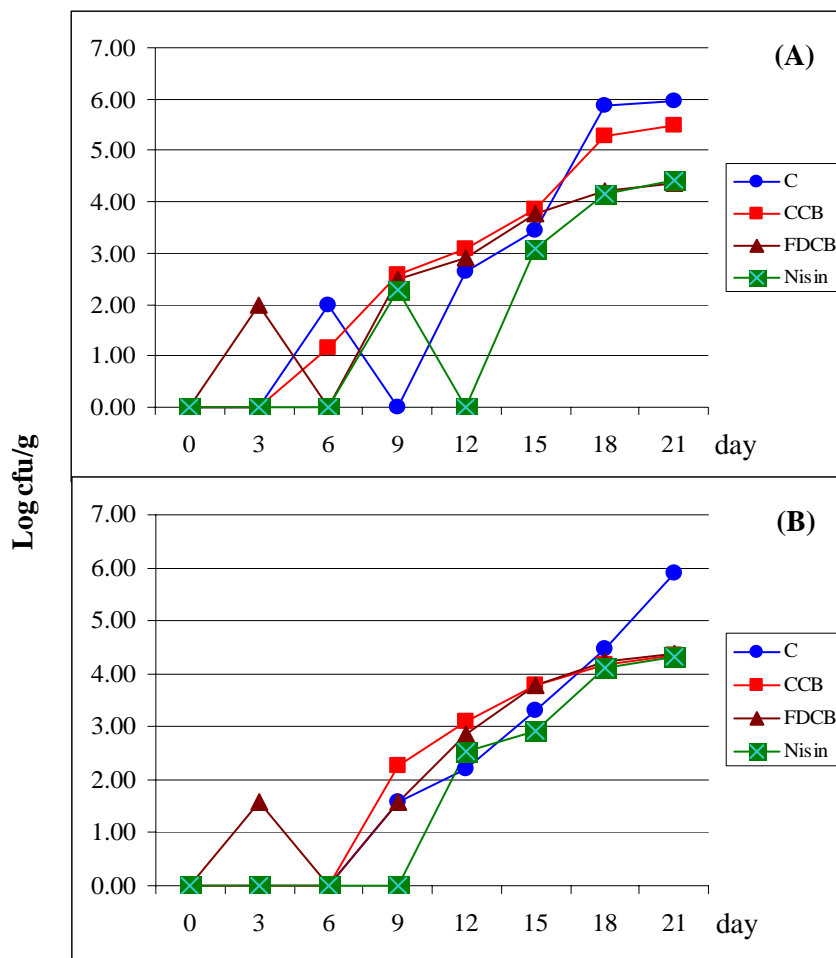 (A)
7.00
6.00
5.00
4.00
3.00
2.00
1.00
0.00
0 3 6 9 12 15 18 21 day
C
CCB
FDCB
Nisin
Log cfu/g
(B)
7.00
6.00
5.00
4.00
3.00
2.00
1.00
0.00
0 3 6 9 12 15 18 21 day
C
CCB
FDCB
Nisin